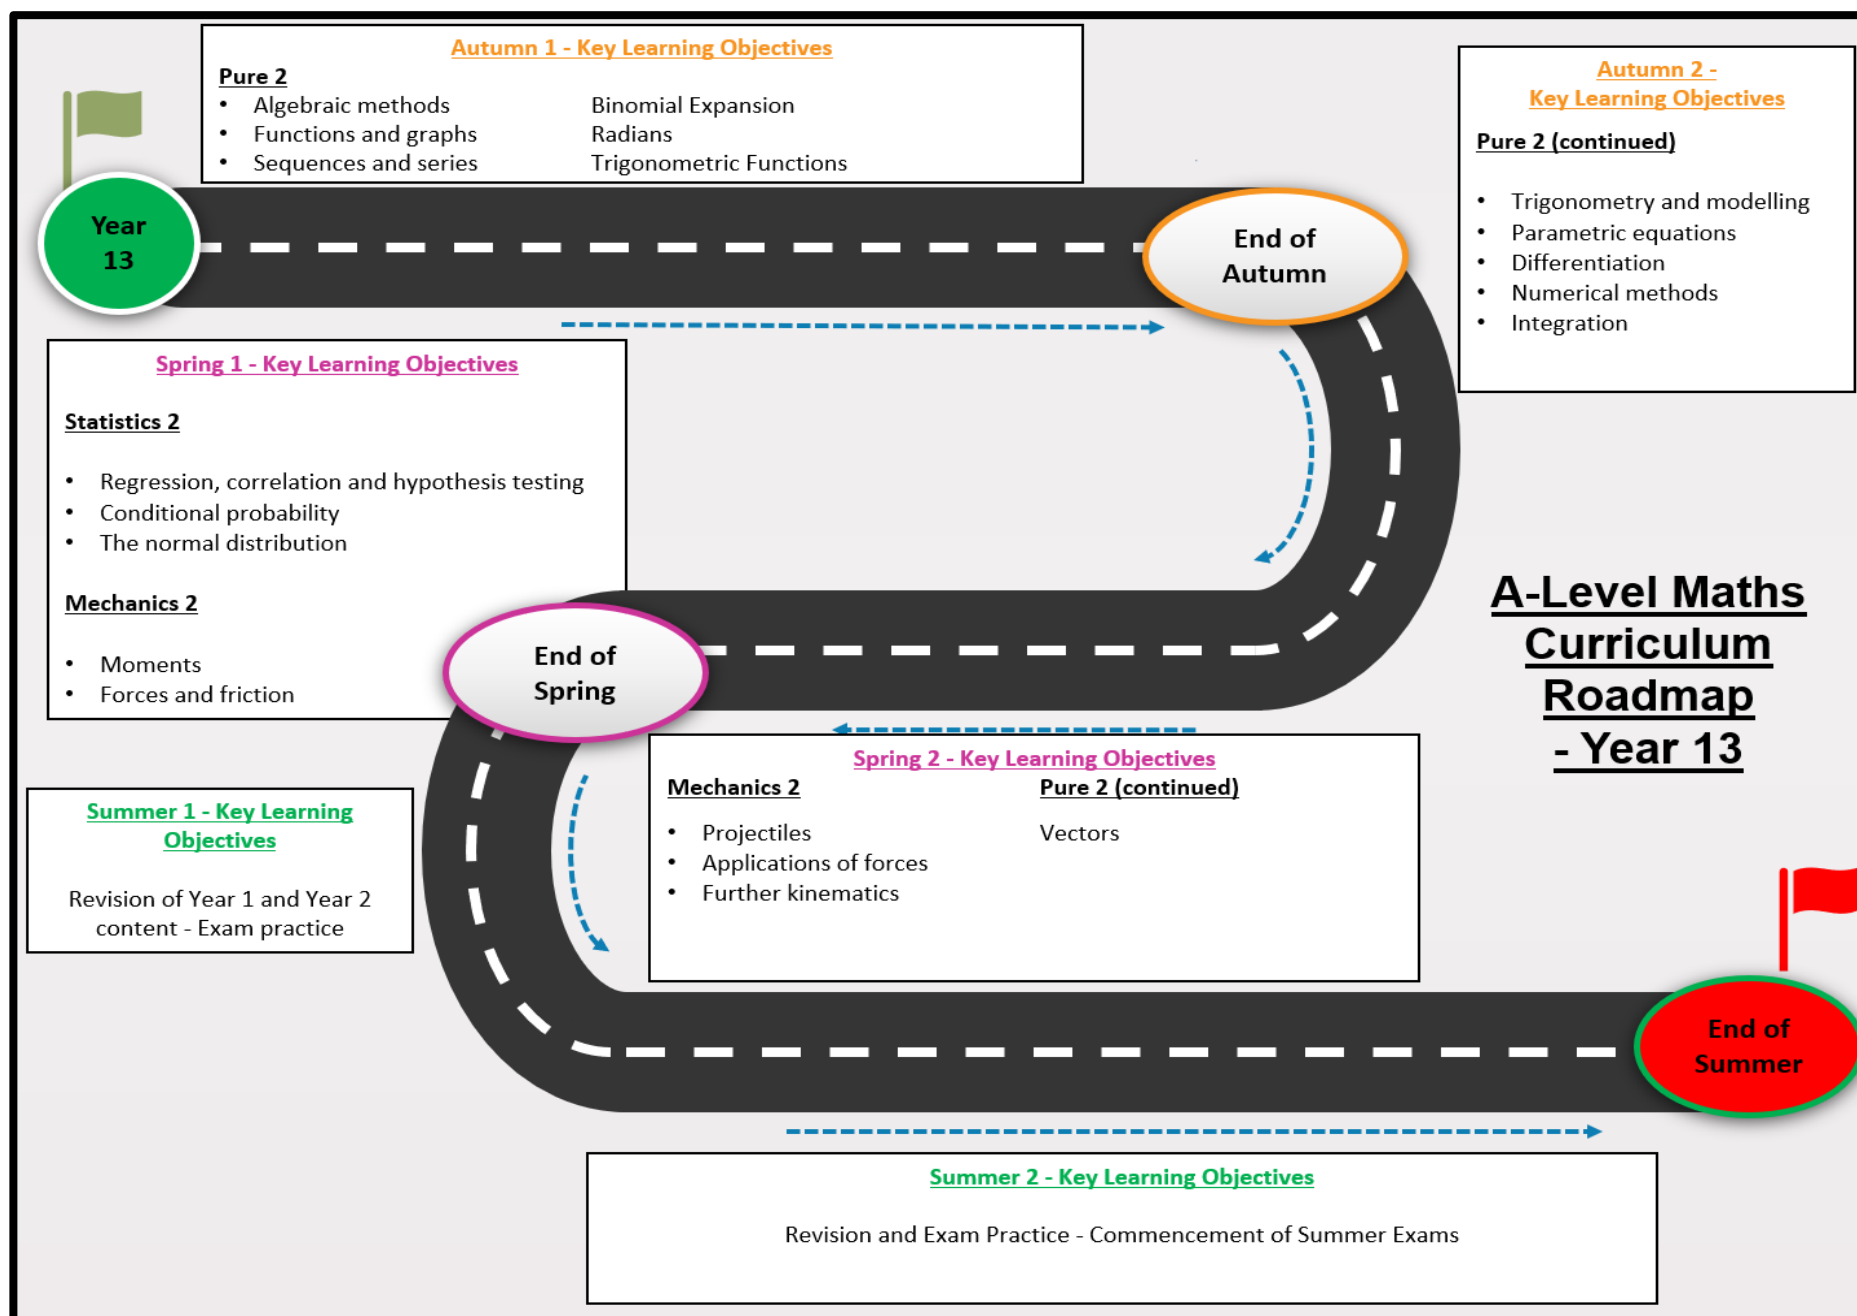 Autumn 1 - Key Learning Objectives
Pure 2
• Algebraic methods Binomial Expansion
• Functions and graphs Radians
• Sequences and series Trigonometric Functions
Autumn 2 -
Key Learning Objectives
Pure 2 (continued)
• Trigonometry and modelling
• Parametric equations
• Differentiation
• Numerical methods
• Integration
Year
13
End of
Autumn
Spring 1 - Key Learning Objectives
Statistics 2
• Regression, correlation and hypothesis testing
• Conditional probability
• The normal distribution
Mechanics 2
• Moments
• Forces and friction
End of
Spring
A-Level Maths
Curriculum
Roadmap
- Year 13
Spring 2 - Key Learning Objectives
Mechanics 2 Pure 2 (continued)
• Projectiles Vectors
• Applications of forces
• Further kinematics
Summer 1 - Key Learning
Objectives
Revision of Year 1 and Year 2
content - Exam practice
End of
Summer
Summer 2 - Key Learning Objectives
Revision and Exam Practice - Commencement of Summer Exams